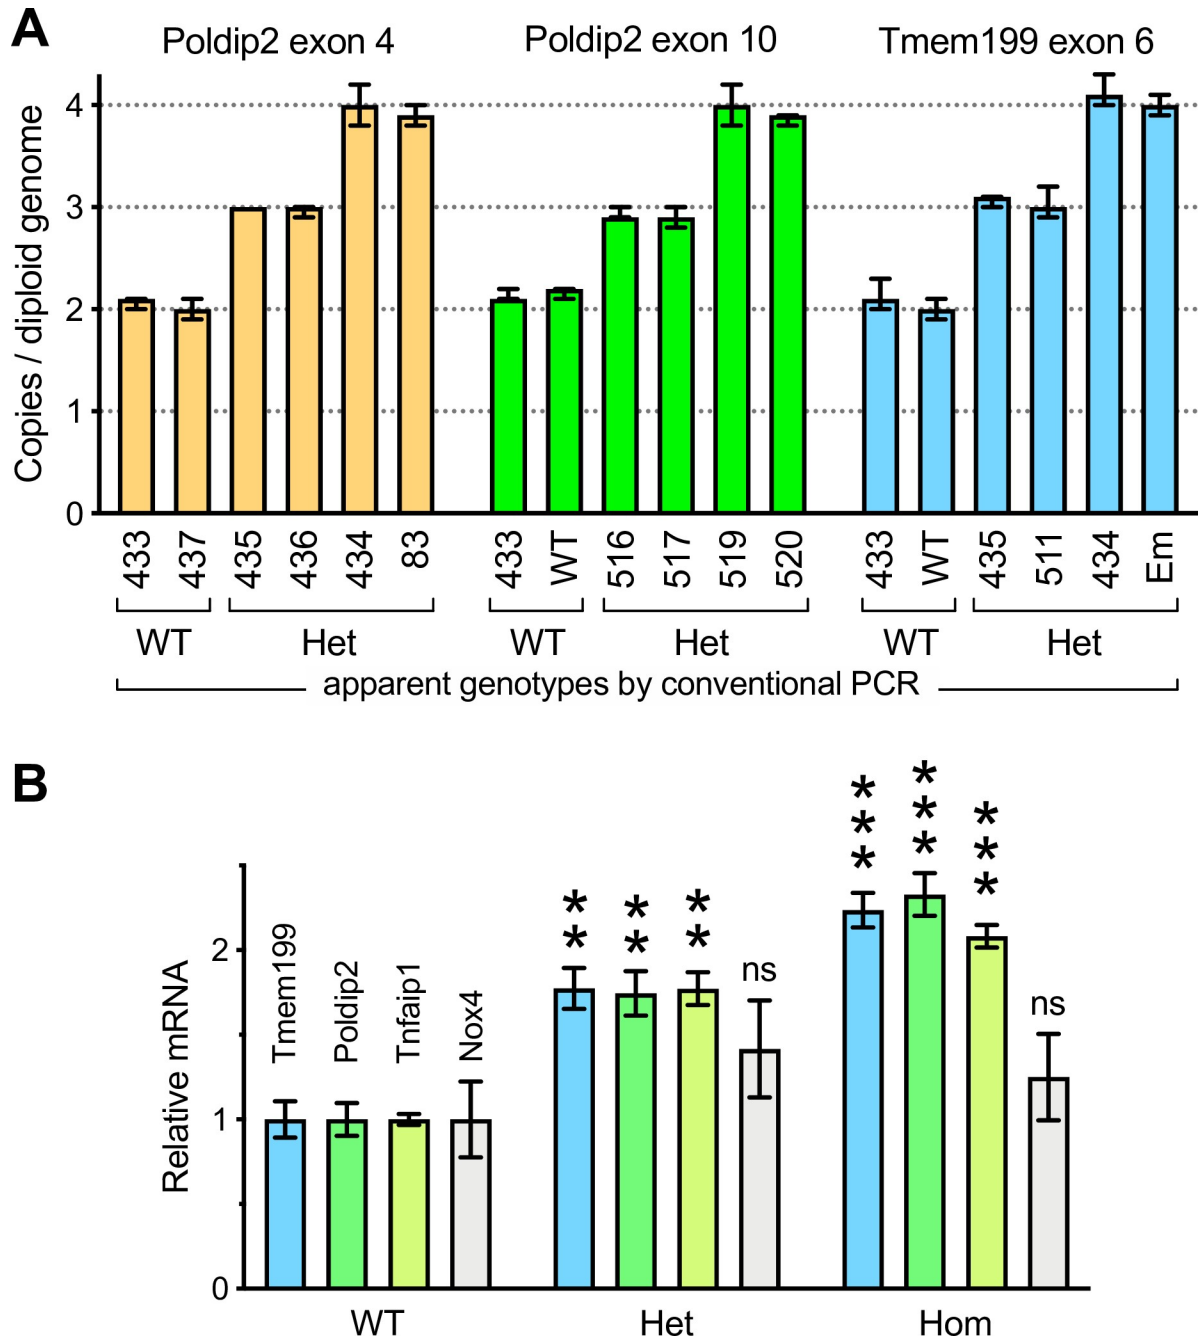 A
Poldip2 exon 4 Poldip2 exon 10 Tmem199 exon 6
Copies / diploid genome
4
3
2
1
0
433 437 435 436 434 83 433 WT 516 517 519 520 433 WT 435 511 434 Em
WT Het WT Het WT Het
apparent genotypes by conventional PCR
B
Relative mRNA
2
1
0
Tmem199 Poldip2 Tnfaip1 Nox4
** ** ** ns
*** *** *** ns
WT Het Hom